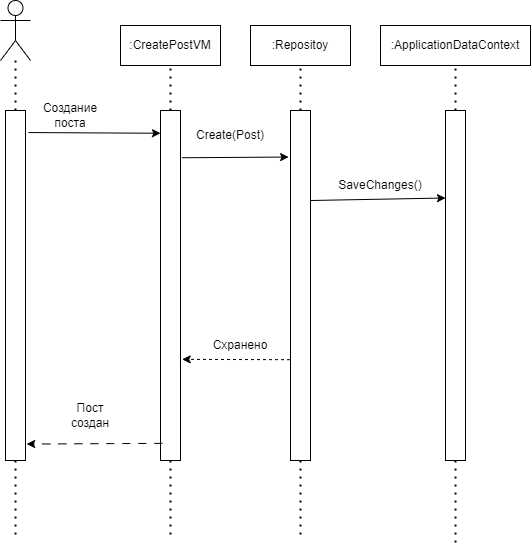 :CreatePostVM
:Repositoy
:ApplicationDataContext
Создание
поста
Create(Post)
SaveChanges()
Схранено
Пост
создан